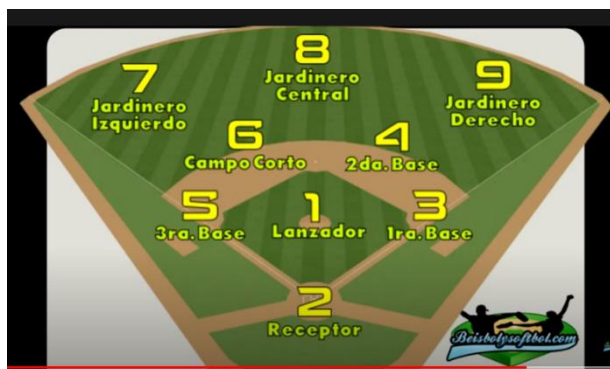 8
Jardinero
Central
7
Jardinero
Izquierdo
9
Jardinero
Derecho
6
Campo Corto
4
2da. Base
5
3ra. Base
1
Lanzador
3
1ra. Base
2
Receptor
Beisbolysoftbol.com